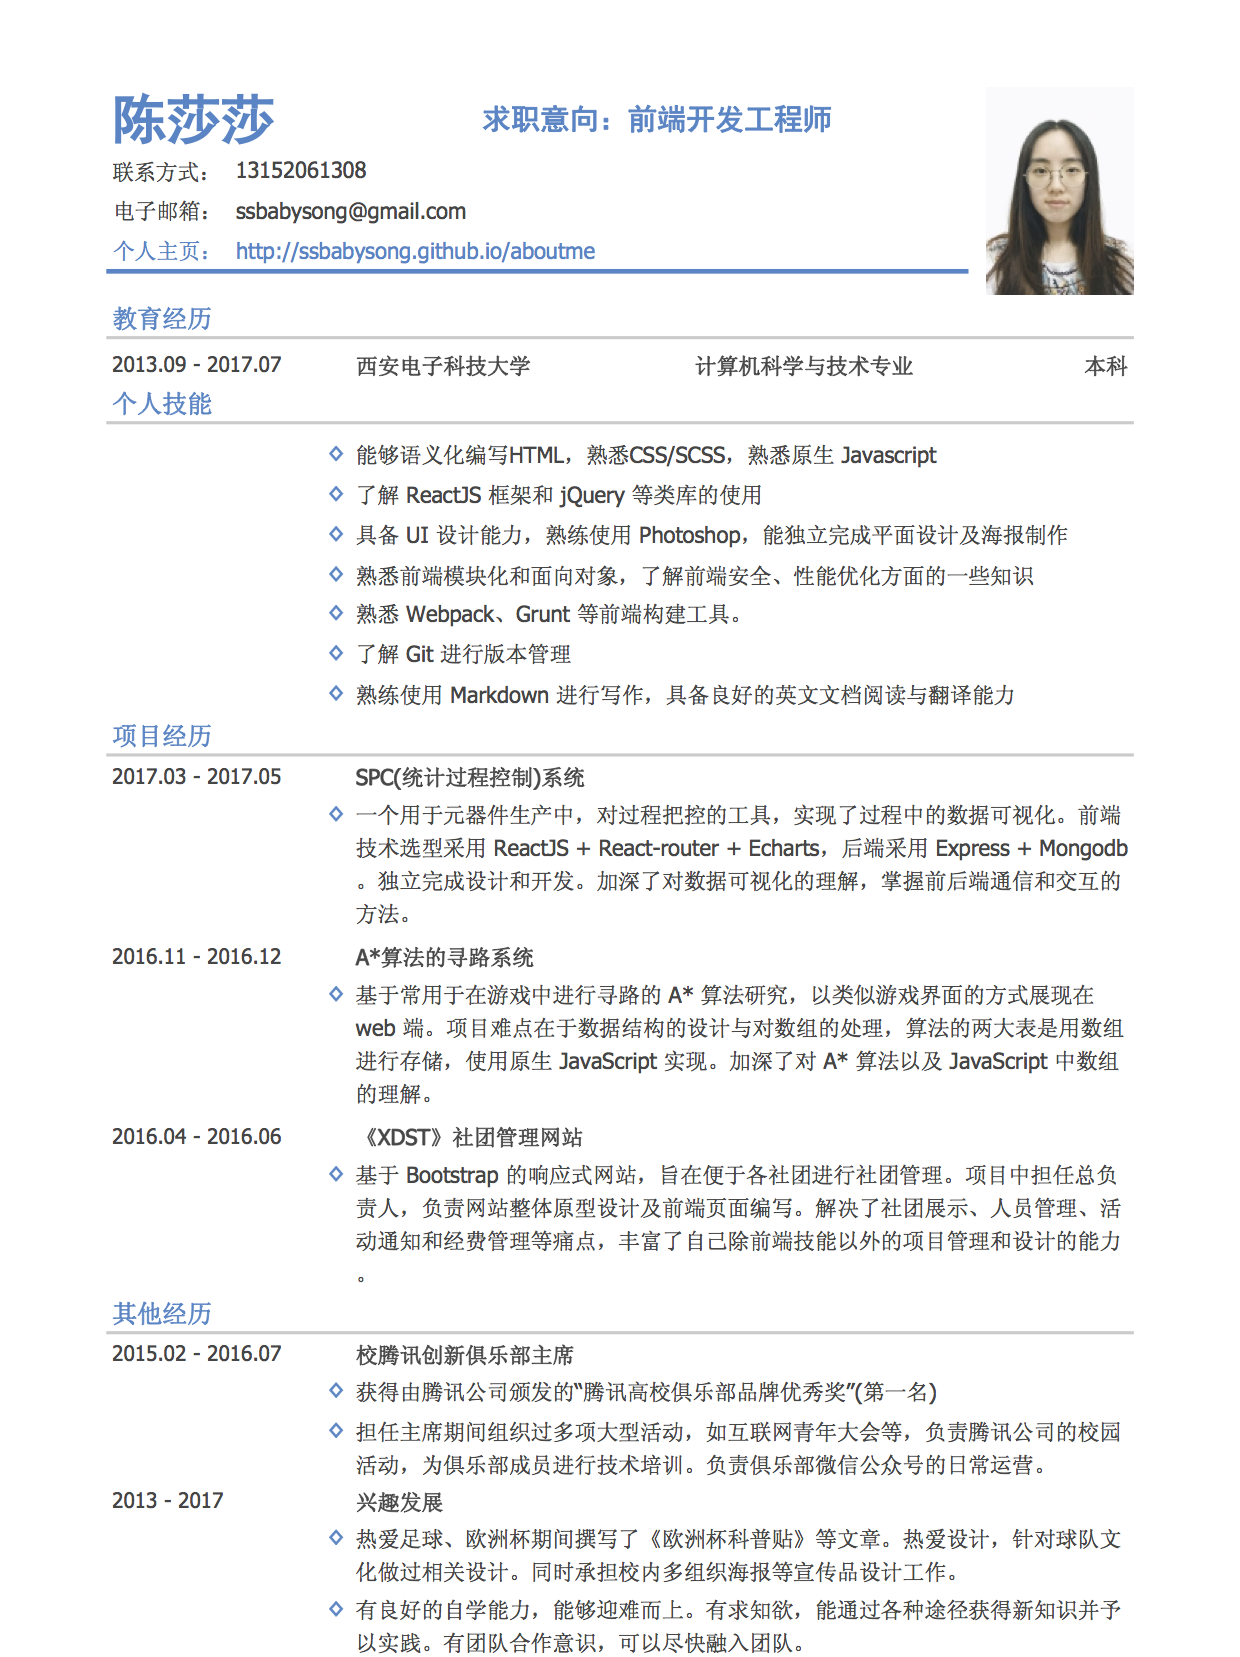 陈莎莎
求职意向：前端开发工程师
联系方式： 13152061308
电子邮箱： ssbabysong@gmail.com
个人主页： http://ssbabysong.github.io/aboutme
教育经历
2013.09 - 2017.07 西安电子科技大学 计算机科学与技术专业 本科
个人技能
能够语义化编写HTML，熟悉CSS/SCSS，熟悉原生 Javascript
了解 ReactJS 框架和 jQuery 等类库的使用
具备 UI 设计能力，熟练使用 Photoshop，能独立完成平面设计及海报制作
熟悉前端模块化和面向对象，了解前端安全、性能优化方面的一些知识
熟悉 Webpack、Grunt 等前端构建工具。
了解 Git 进行版本管理
熟练使用 Markdown 进行写作，具备良好的英文文档阅读与翻译能力
项目经历
2017.03 - 2017.05 SPC(统计过程控制)系统
一个用于元器件生产中，对过程把控的工具，实现了过程中的数据可视化。前端
技术选型采用 ReactJS + React-router + Echarts，后端采用 Express + Mongodb
。独立完成设计和开发。加深了对数据可视化的理解，掌握前后端通信和交互的
方法。
2016.11 - 2016.12 A*算法的寻路系统
基于常用于在游戏中进行寻路的 A* 算法研究，以类似游戏界面的方式展现在
web 端。项目难点在于数据结构的设计与对数组的处理，算法的两大表是用数组
进行存储，使用原生 JavaScript 实现。加深了对 A* 算法以及 JavaScript 中数组
的理解。
2016.04 - 2016.06 《XDST》社团管理网站
基于 Bootstrap 的响应式网站，旨在便于各社团进行社团管理。项目中担任总负
责人，负责网站整体原型设计及前端页面编写。解决了社团展示、人员管理、活
动通知和经费管理等痛点，丰富了自己除前端技能以外的项目管理和设计的能力
。
其他经历
2015.02 - 2016.07 校腾讯创新俱乐部主席
获得由腾讯公司颁发的“腾讯高校俱乐部品牌优秀奖”(第一名)
担任主席期间组织过多项大型活动，如互联网青年大会等，负责腾讯公司的校园
活动，为俱乐部成员进行技术培训。负责俱乐部微信公众号的日常运营。
2013 - 2017 兴趣发展
热爱足球、欧洲杯期间撰写了《欧洲杯科普贴》等文章。热爱设计，针对球队文
化做过相关设计。同时承担校内多组织海报等宣传品设计工作。
有良好的自学能力，能够迎难而上。有求知欲，能通过各种途径获得新知识并予
以实践。有团队合作意识，可以尽快融入团队。